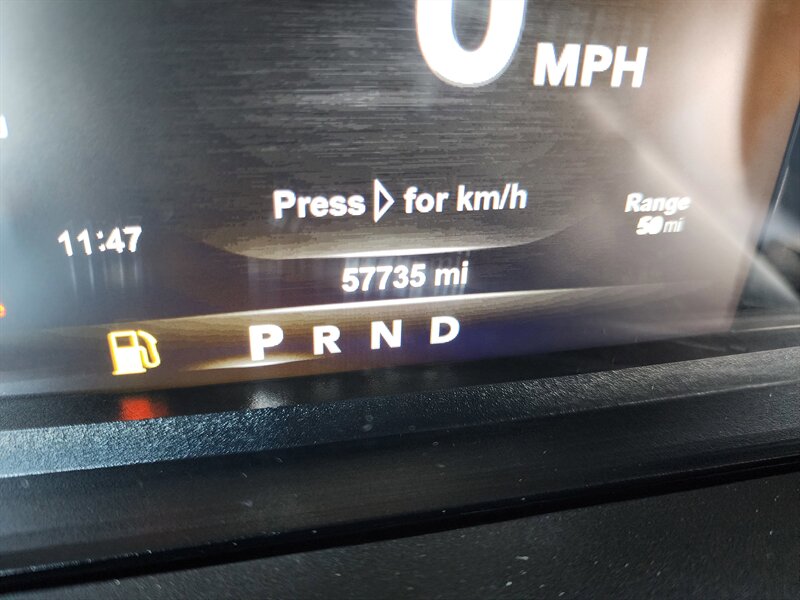 0 MPH
Press ▷ for km/h
Range
50 mi
11:47
57735 mi
P R N D